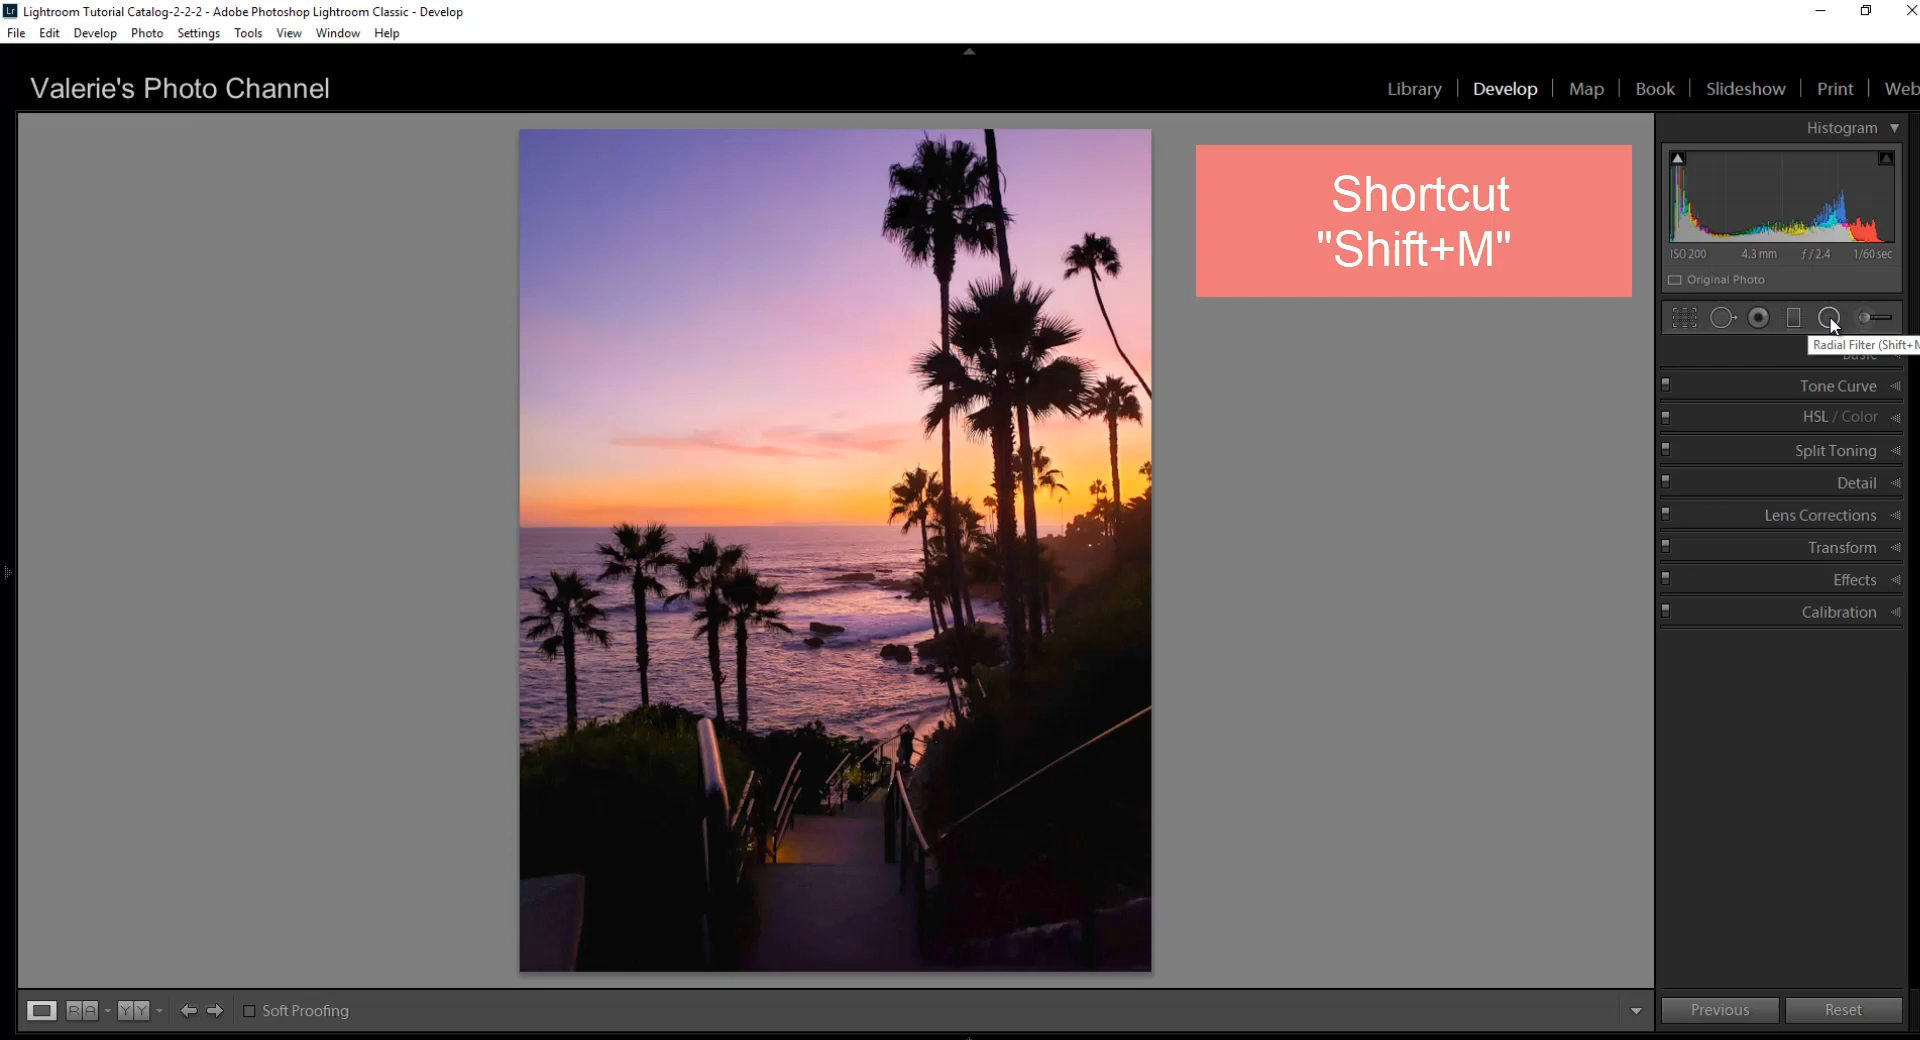 Lr Lightroom Tutorial Catalog-2-2-2 - Adobe Photoshop Lightroom Classic - Develop
File Edit Develop Photo Settings Tools View Window Help
Valerie's Photo Channel
Library Develop Map Book Slideshow Print Web
Histogram
Shortcut
"Shift+M"
ISO 200 4.3 mm f / 2.4 1/60 sec
Original Photo
Radial Filter (Shift+M
Basic
Tone Curve
HSL / Color
Split Toning
Detail
Lens Corrections
Transform
Effects
Calibration
R A Y Y Soft Proofing Previous Reset